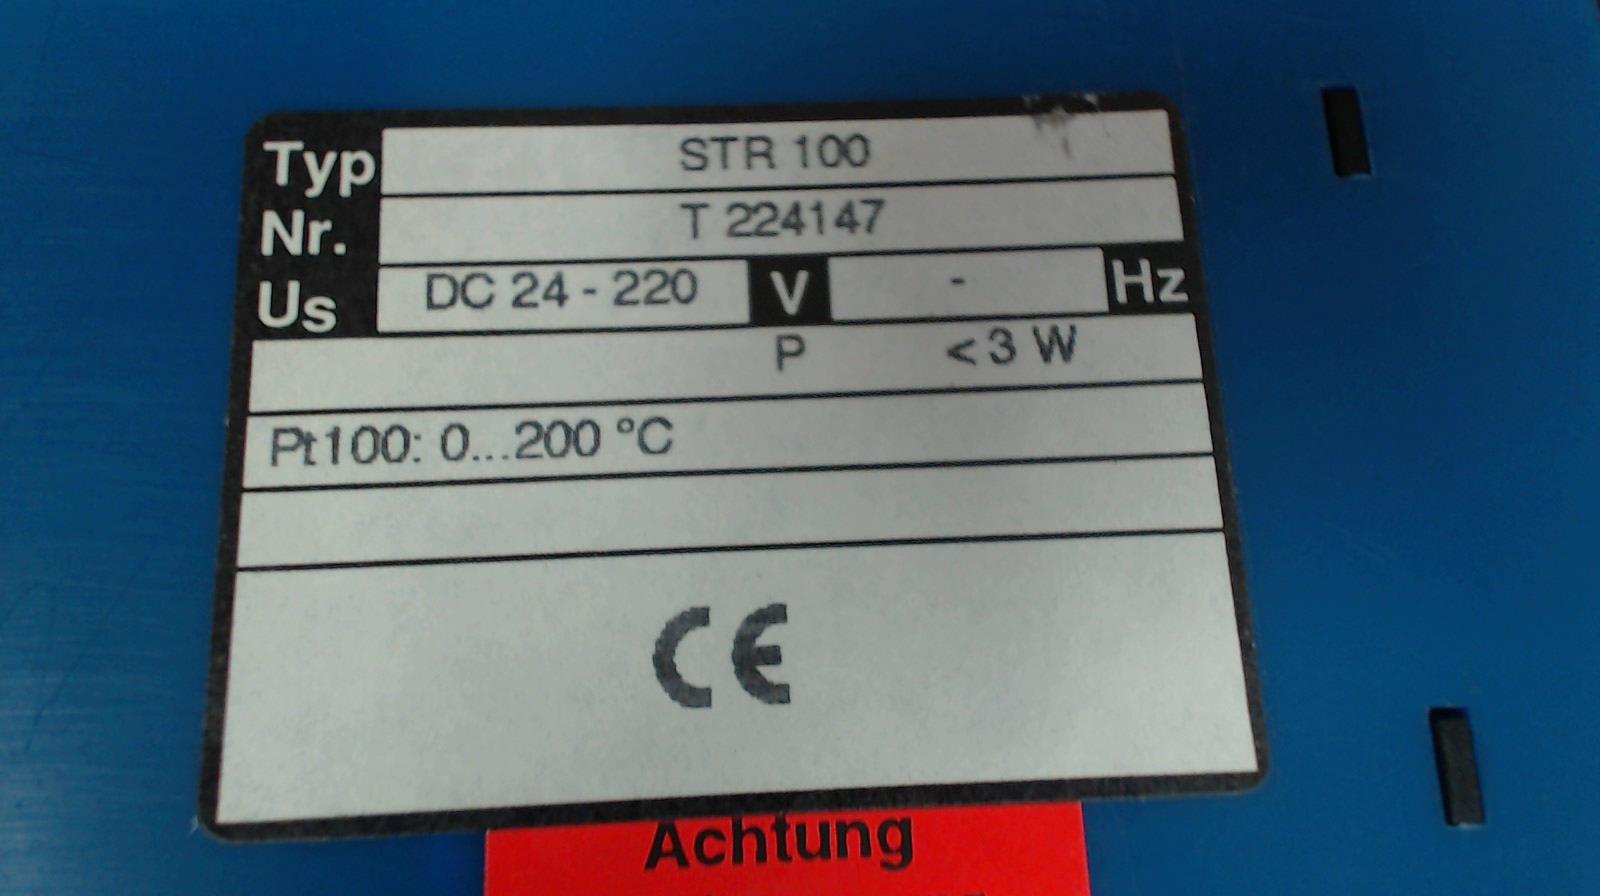 Typ STR 100
Nr. T 224147
Us DC 24 - 220 V - Hz
P < 3 W
Pt100: 0...200 °C
CE
Achtung